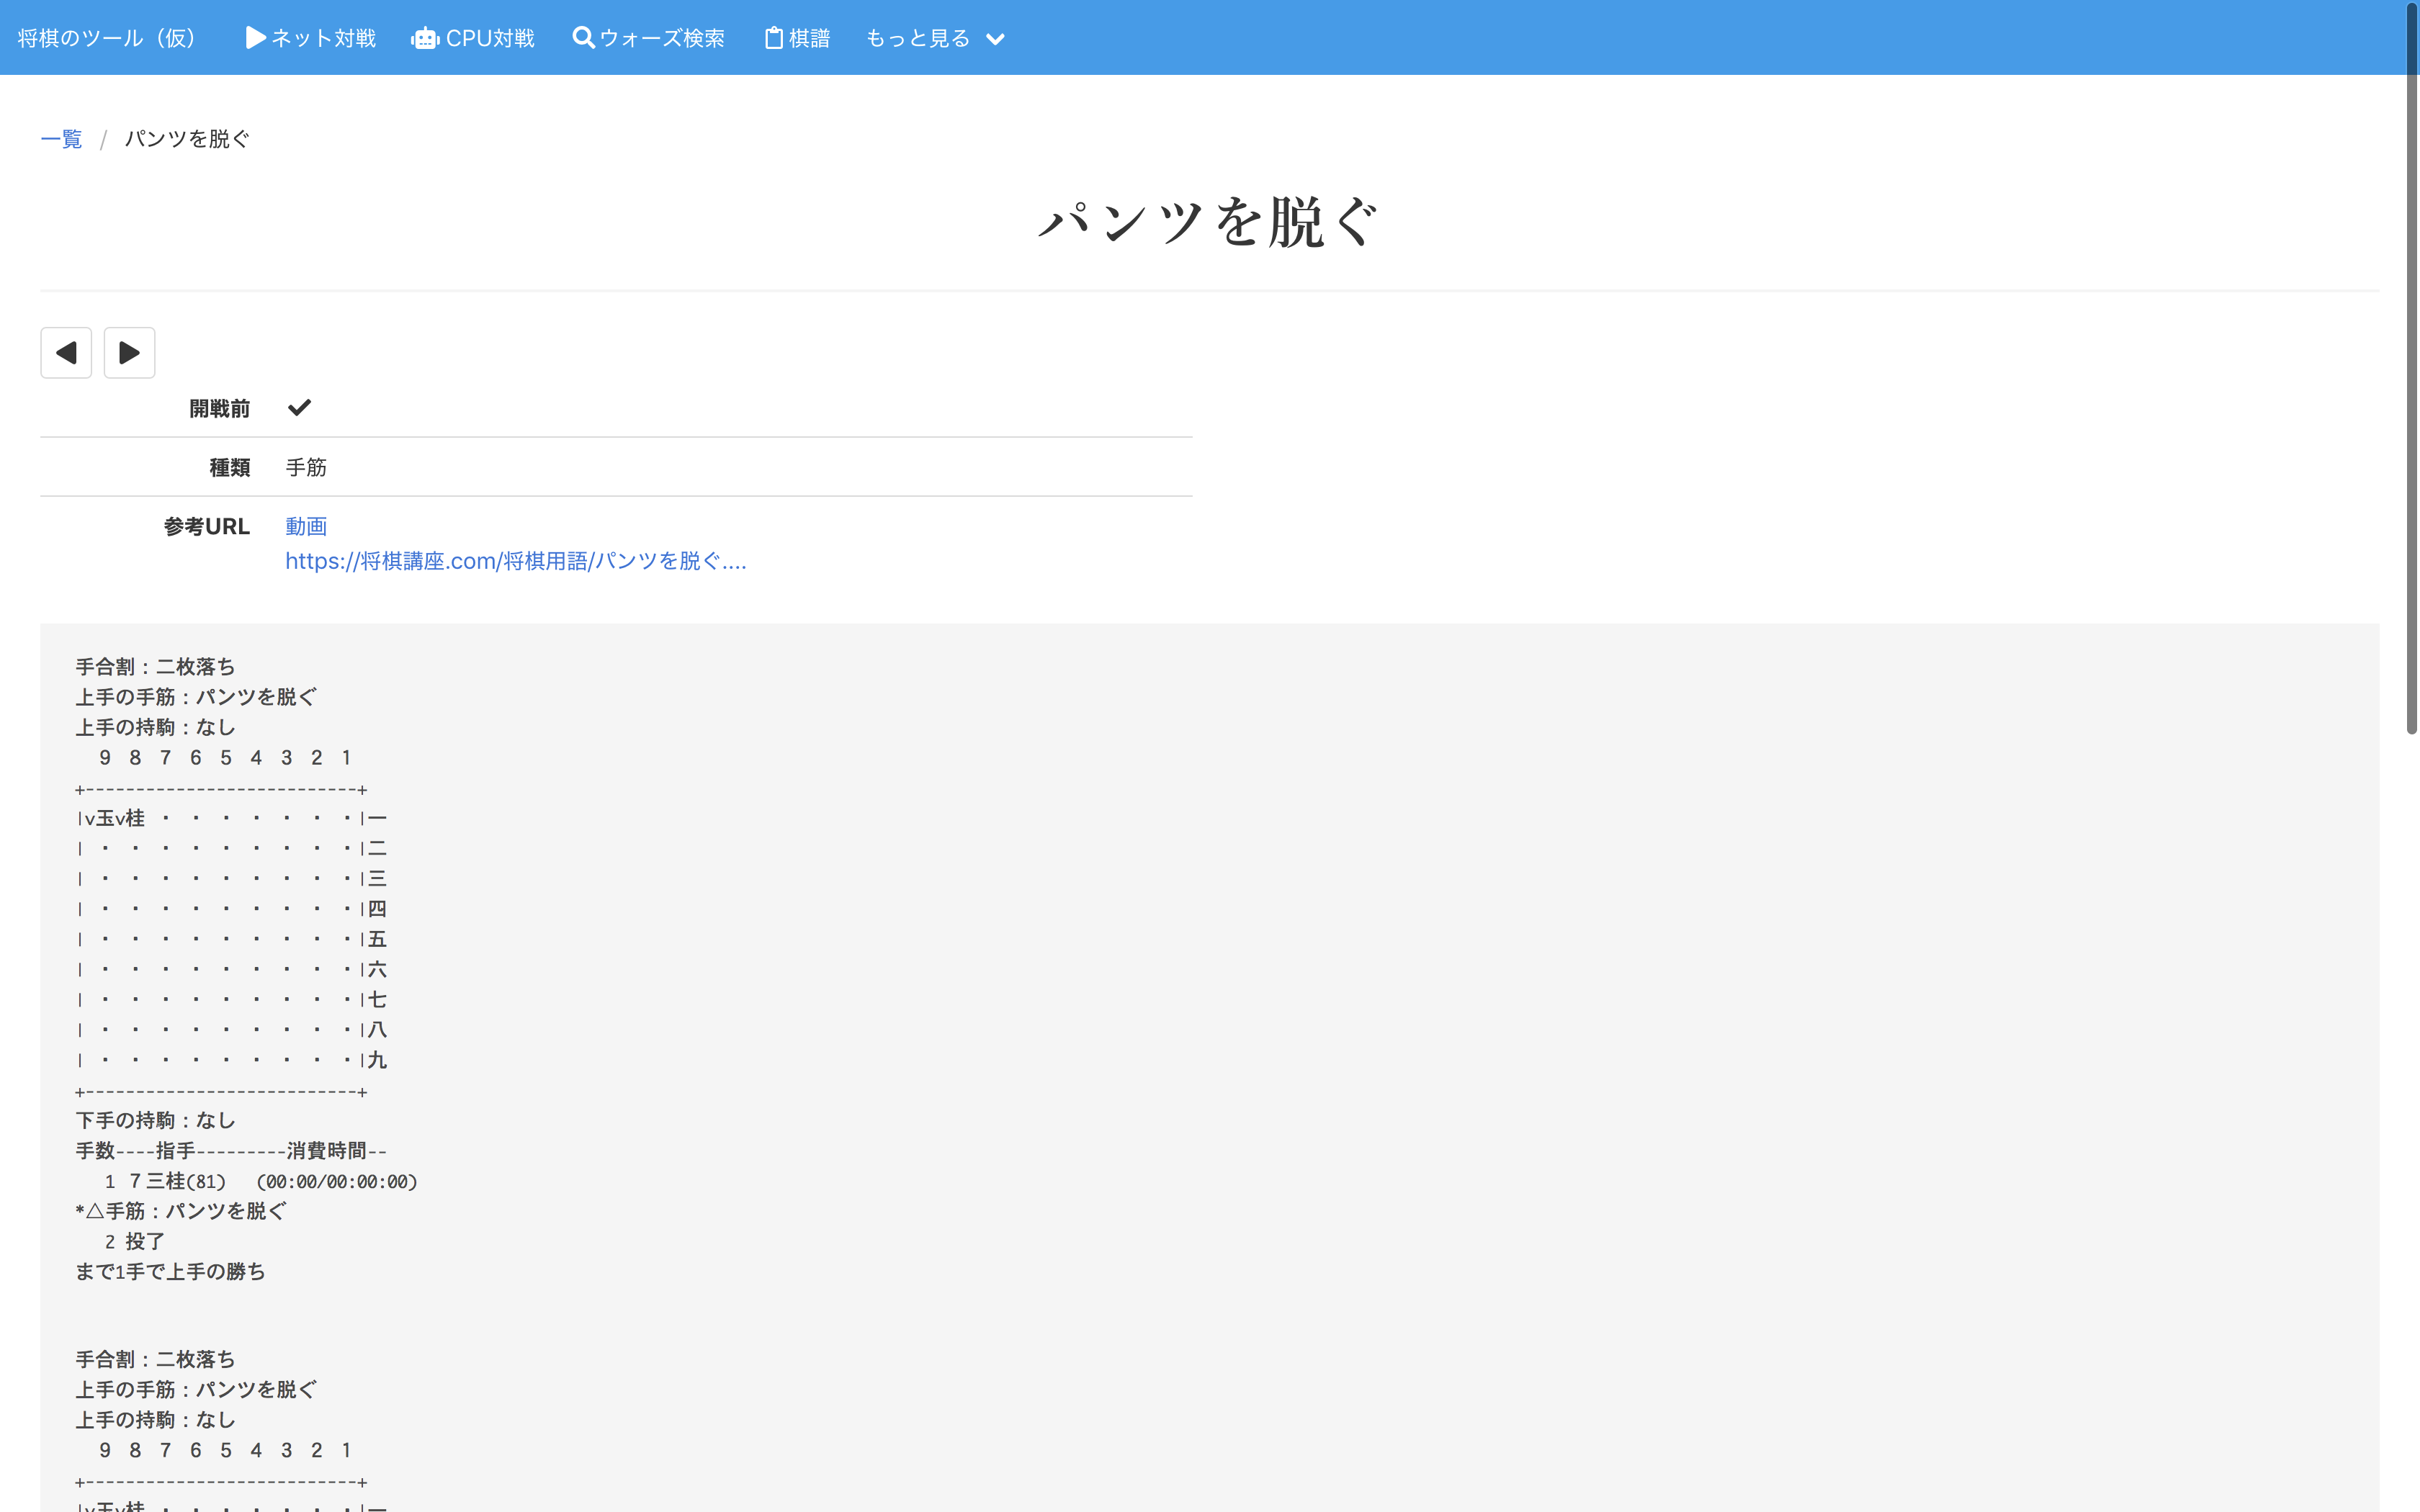 将棋のツール（仮） ネット対戦 CPU対戦 ウォーズ検索 棋譜 もっと見る
一覧 / パンツを脱ぐ
パンツを脱ぐ
開戦前
種類 手筋
参考URL 動画
https://将棋講座.com/将棋用語/パンツを脱ぐ....
手合割：二枚落ち
上手の手筋：パンツを脱ぐ
上手の持駒：なし
9 8 7 6 5 4 3 2 1
+---------------------------+
|v玉v桂 ・ ・ ・ ・ ・ ・ ・|一
| ・ ・ ・ ・ ・ ・ ・ ・ ・|二
| ・ ・ ・ ・ ・ ・ ・ ・ ・|三
| ・ ・ ・ ・ ・ ・ ・ ・ ・|四
| ・ ・ ・ ・ ・ ・ ・ ・ ・|五
| ・ ・ ・ ・ ・ ・ ・ ・ ・|六
| ・ ・ ・ ・ ・ ・ ・ ・ ・|七
| ・ ・ ・ ・ ・ ・ ・ ・ ・|八
| ・ ・ ・ ・ ・ ・ ・ ・ ・|九
+---------------------------+
下手の持駒：なし
手数----指手---------消費時間--
1 ７三桂(81) (00:00/00:00:00)
*△手筋：パンツを脱ぐ
2 投了
まで1手で上手の勝ち
手合割：二枚落ち
上手の手筋：パンツを脱ぐ
上手の持駒：なし
9 8 7 6 5 4 3 2 1
+---------------------------+
|v玉v桂 ・ ・ ・ ・ ・ ・ ・|一